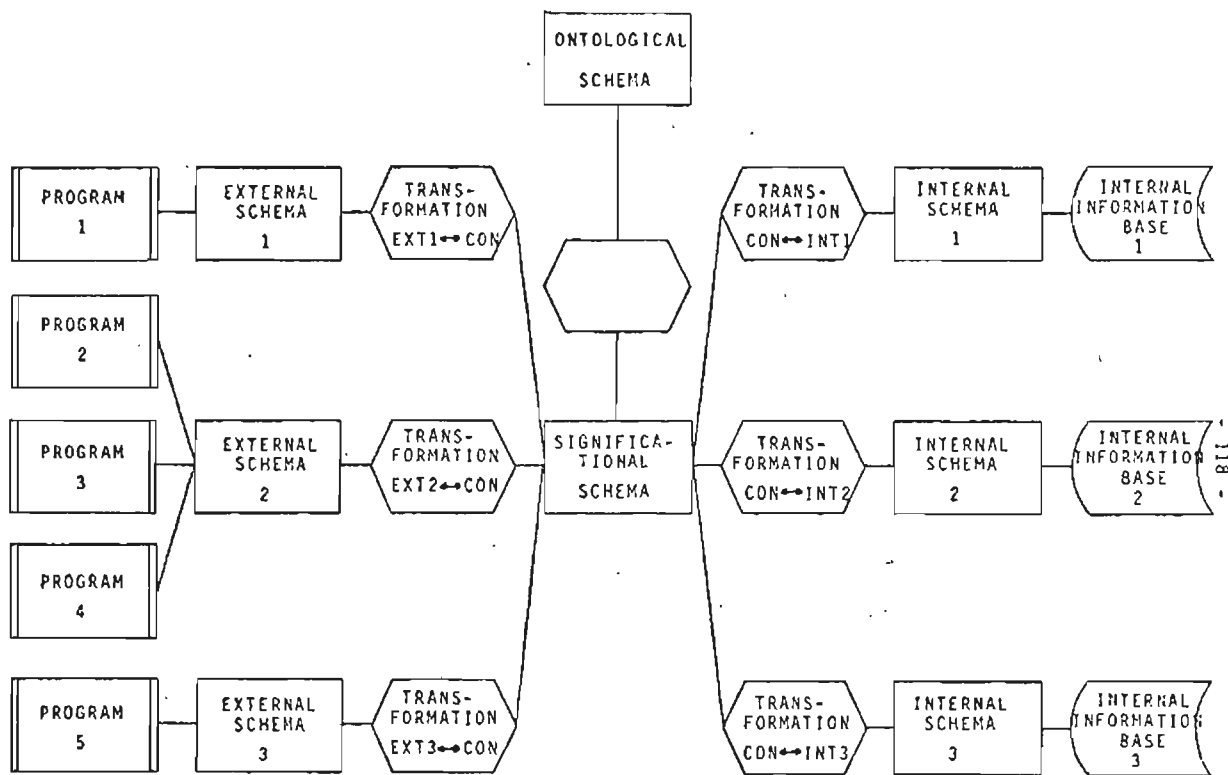 ONTOLOGICAL
SCHEMA
PROGRAM
1
EXTERNAL
SCHEMA
1
TRANS-
FORMATION
EXT1↔CON
TRANS-
FORMATION
CON↔INT1
INTERNAL
SCHEMA
1
INTERNAL
INFORMATION
BASE
1
PROGRAM
2
PROGRAM
3
PROGRAM
4
EXTERNAL
SCHEMA
2
TRANS-
FORMATION
EXT2↔CON
SIGNIFICA-
TIONAL
SCHEMA
TRANS-
FORMATION
CON↔INT2
INTERNAL
SCHEMA
2
INTERNAL
INFORMATION
BASE
2
PROGRAM
5
EXTERNAL
SCHEMA
3
TRANS-
FORMATION
EXT3↔CON
TRANS-
FORMATION
CON↔INT3
INTERNAL
SCHEMA
3
INTERNAL
INFORMATION
BASE
3